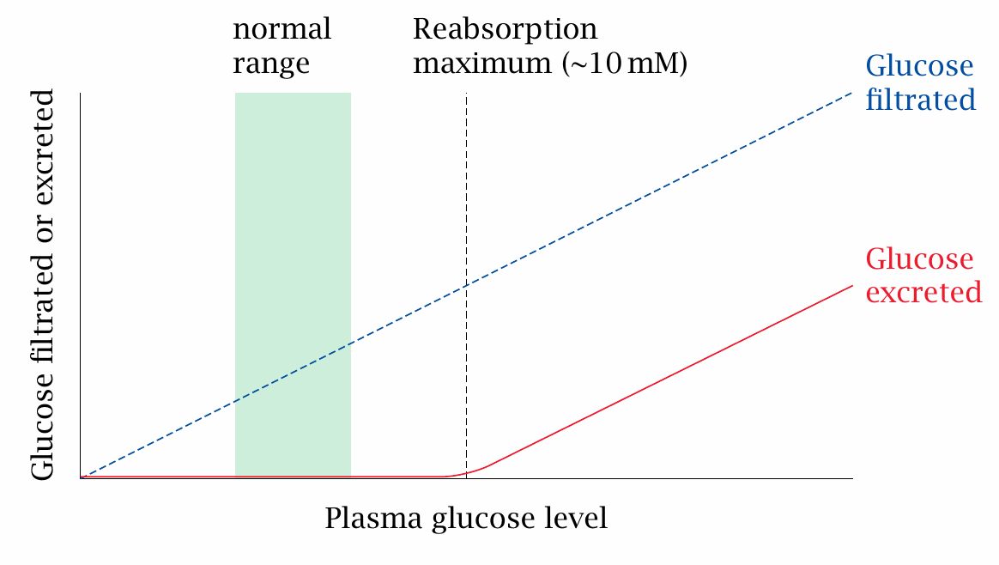 normal
range
Reabsorption
maximum (~10 mM)
Glucose
filtrated
Glucose filtrated or excreted
Glucose
excreted
Plasma glucose level